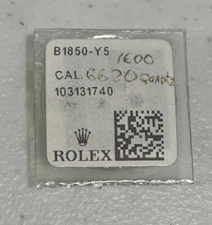 B1850-Y5 1600
CAL. 6620 Quartz
103131740
ROLEX